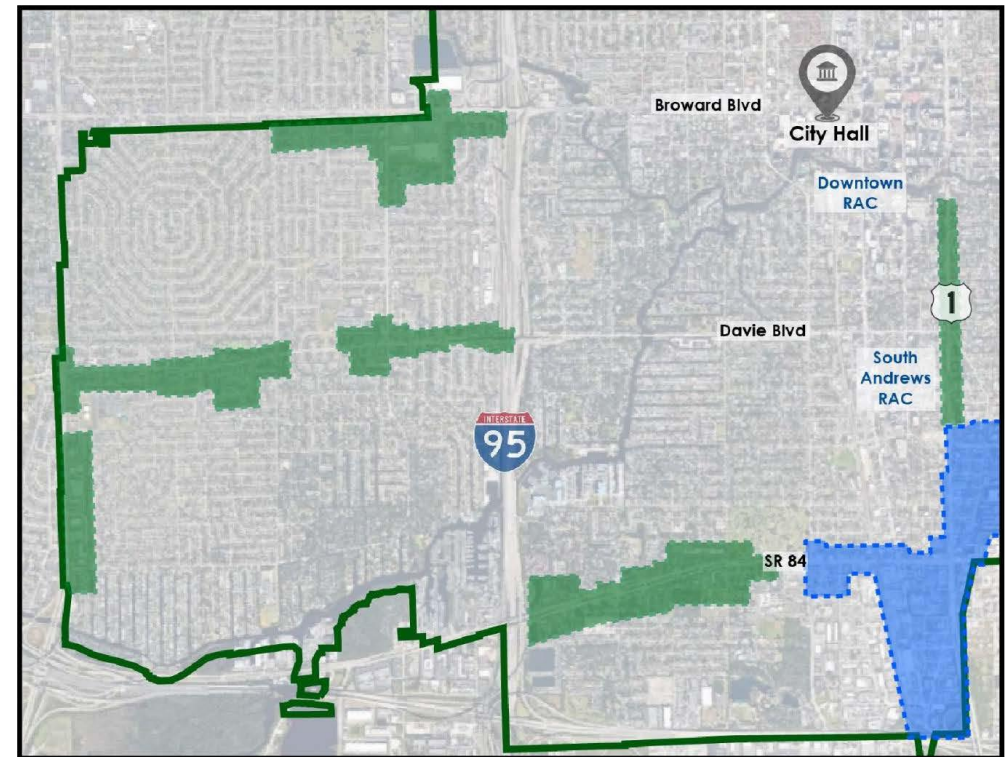 Broward Blvd
City Hall
Downtown
RAC
1
Davie Blvd
South
Andrews
RAC
INTERSTATE
95
SR 84